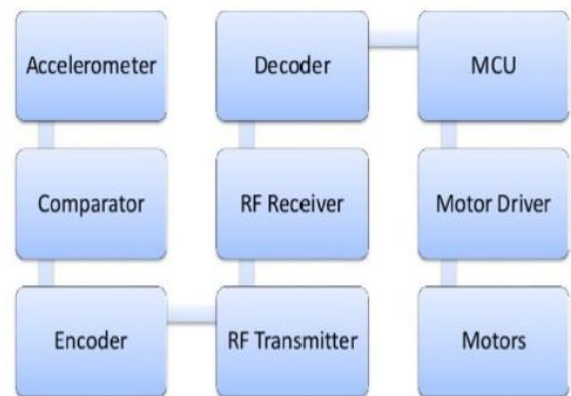 Accelerometer
Decoder
MCU
Comparator
RF Receiver
Motor Driver
Encoder
RF Transmitter
Motors